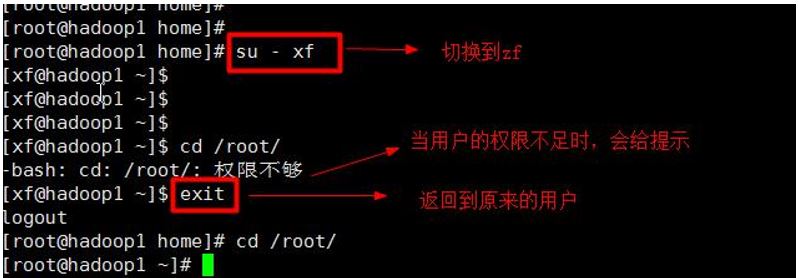 [root@hadoop1 home]#
[root@hadoop1 home]#
[root@hadoop1 home]# su - xf
切换到zf
[xf@hadoop1 ~]$
[xf@hadoop1 ~]$
[xf@hadoop1 ~]$
[xf@hadoop1 ~]$ cd /root/
当用户的权限不足时，会给提示
-bash: cd: /root/: 权限不够
[xf@hadoop1 ~]$ exit
返回到原来的用户
logout
[root@hadoop1 home]# cd /root/
[root@hadoop1 ~]#